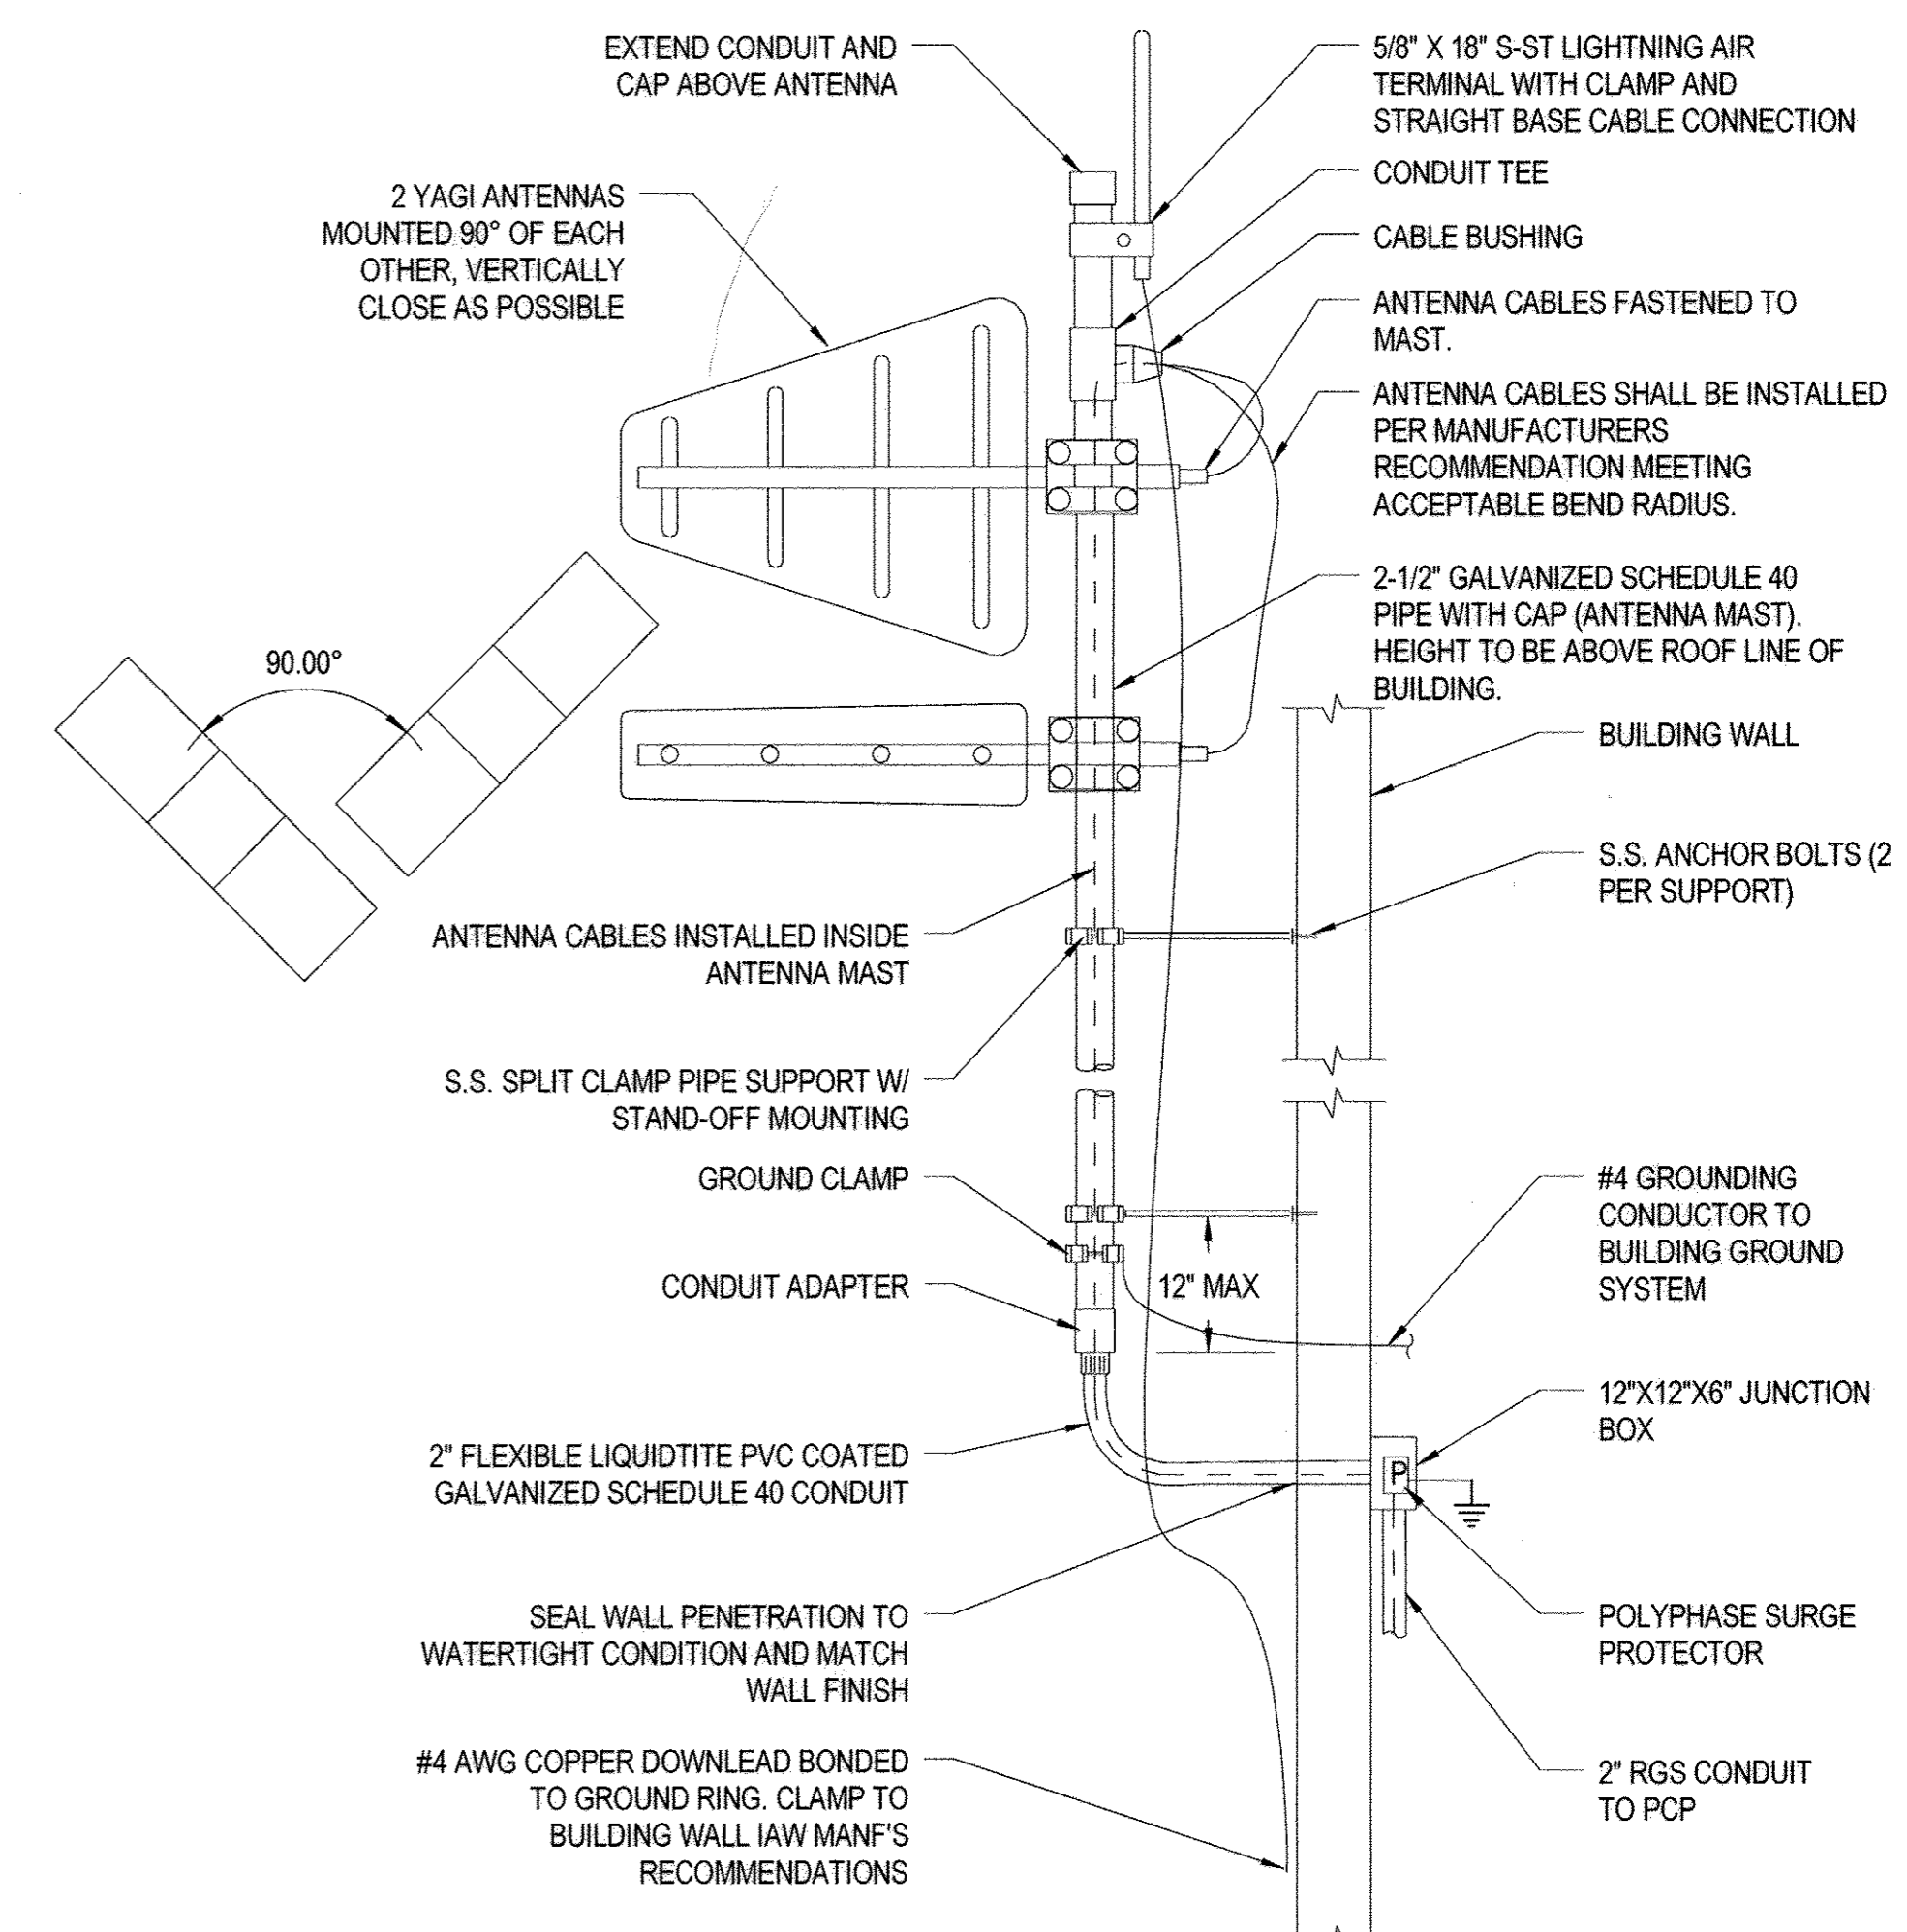 EXTEND CONDUIT AND
CAP ABOVE ANTENNA
2 YAGI ANTENNAS
MOUNTED 90° OF EACH
OTHER, VERTICALLY
CLOSE AS POSSIBLE
90.00°
ANTENNA CABLES INSTALLED INSIDE
ANTENNA MAST
S.S. SPLIT CLAMP PIPE SUPPORT W/
STAND-OFF MOUNTING
GROUND CLAMP
CONDUIT ADAPTER
2" FLEXIBLE LIQUIDTITE PVC COATED
GALVANIZED SCHEDULE 40 CONDUIT
SEAL WALL PENETRATION TO
WATERTIGHT CONDITION AND MATCH
WALL FINISH
#4 AWG COPPER DOWNLEAD BONDED
TO GROUND RING. CLAMP TO
BUILDING WALL IAW MANF'S
RECOMMENDATIONS
5/8" X 18" S-ST LIGHTNING AIR
TERMINAL WITH CLAMP AND
STRAIGHT BASE CABLE CONNECTION
CONDUIT TEE
CABLE BUSHING
ANTENNA CABLES FASTENED TO
MAST.
ANTENNA CABLES SHALL BE INSTALLED
PER MANUFACTURERS
RECOMMENDATION MEETING
ACCEPTABLE BEND RADIUS.
2-1/2" GALVANIZED SCHEDULE 40
PIPE WITH CAP (ANTENNA MAST).
HEIGHT TO BE ABOVE ROOF LINE OF
BUILDING.
BUILDING WALL
S.S. ANCHOR BOLTS (2
PER SUPPORT)
#4 GROUNDING
CONDUCTOR TO
BUILDING GROUND
SYSTEM
12" MAX
12"X12"X6" JUNCTION
BOX
P
POLYPHASE SURGE
PROTECTOR
2" RGS CONDUIT
TO PCP